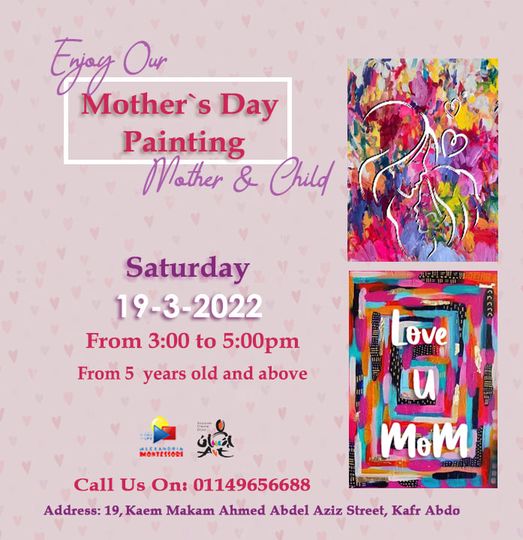 Enjoy Our
Mother`s Day
Painting
Mother & Child
Saturday
19-3-2022
From 3:00 to 5:00pm
From 5 years old and above
Love
U
MoM
ALEXANDRIA
MONTESSORI
Call Us On: 01149656688
Address: 19, Kaem Makam Ahmed Abdel Aziz Street, Kafr Abdo